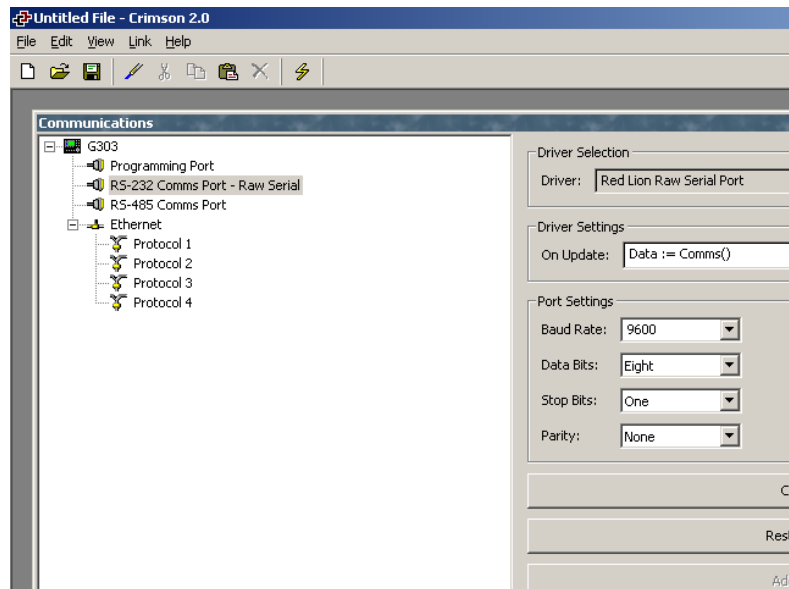 Untitled File - Crimson 2.0
File Edit View Link Help
Communications
G303
Programming Port
RS-232 Comms Port - Raw Serial
RS-485 Comms Port
Ethernet
Protocol 1
Protocol 2
Protocol 3
Protocol 4
Driver Selection
Driver: Red Lion Raw Serial Port
Driver Settings
On Update: Data := Comms()
Port Settings
Baud Rate: 9600
Data Bits: Eight
Stop Bits: One
Parity: None